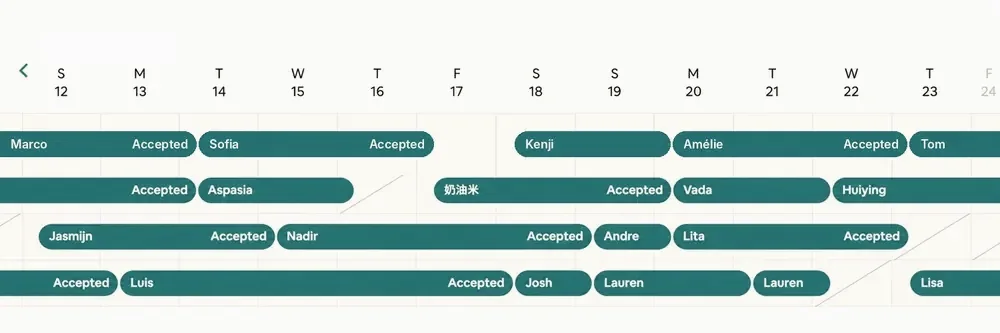 S M T W T F S S M T W T F
12 13 14 15 16 17 18 19 20 21 22 23 24
Marco Accepted Sofia Accepted Kenji Amélie Accepted Tom
Accepted Aspasia 奶油米 Accepted Vada Huiying
Jasmijn Accepted Nadir Accepted Andre Lita Accepted
Accepted Luis Accepted Josh Lauren Lauren Lisa